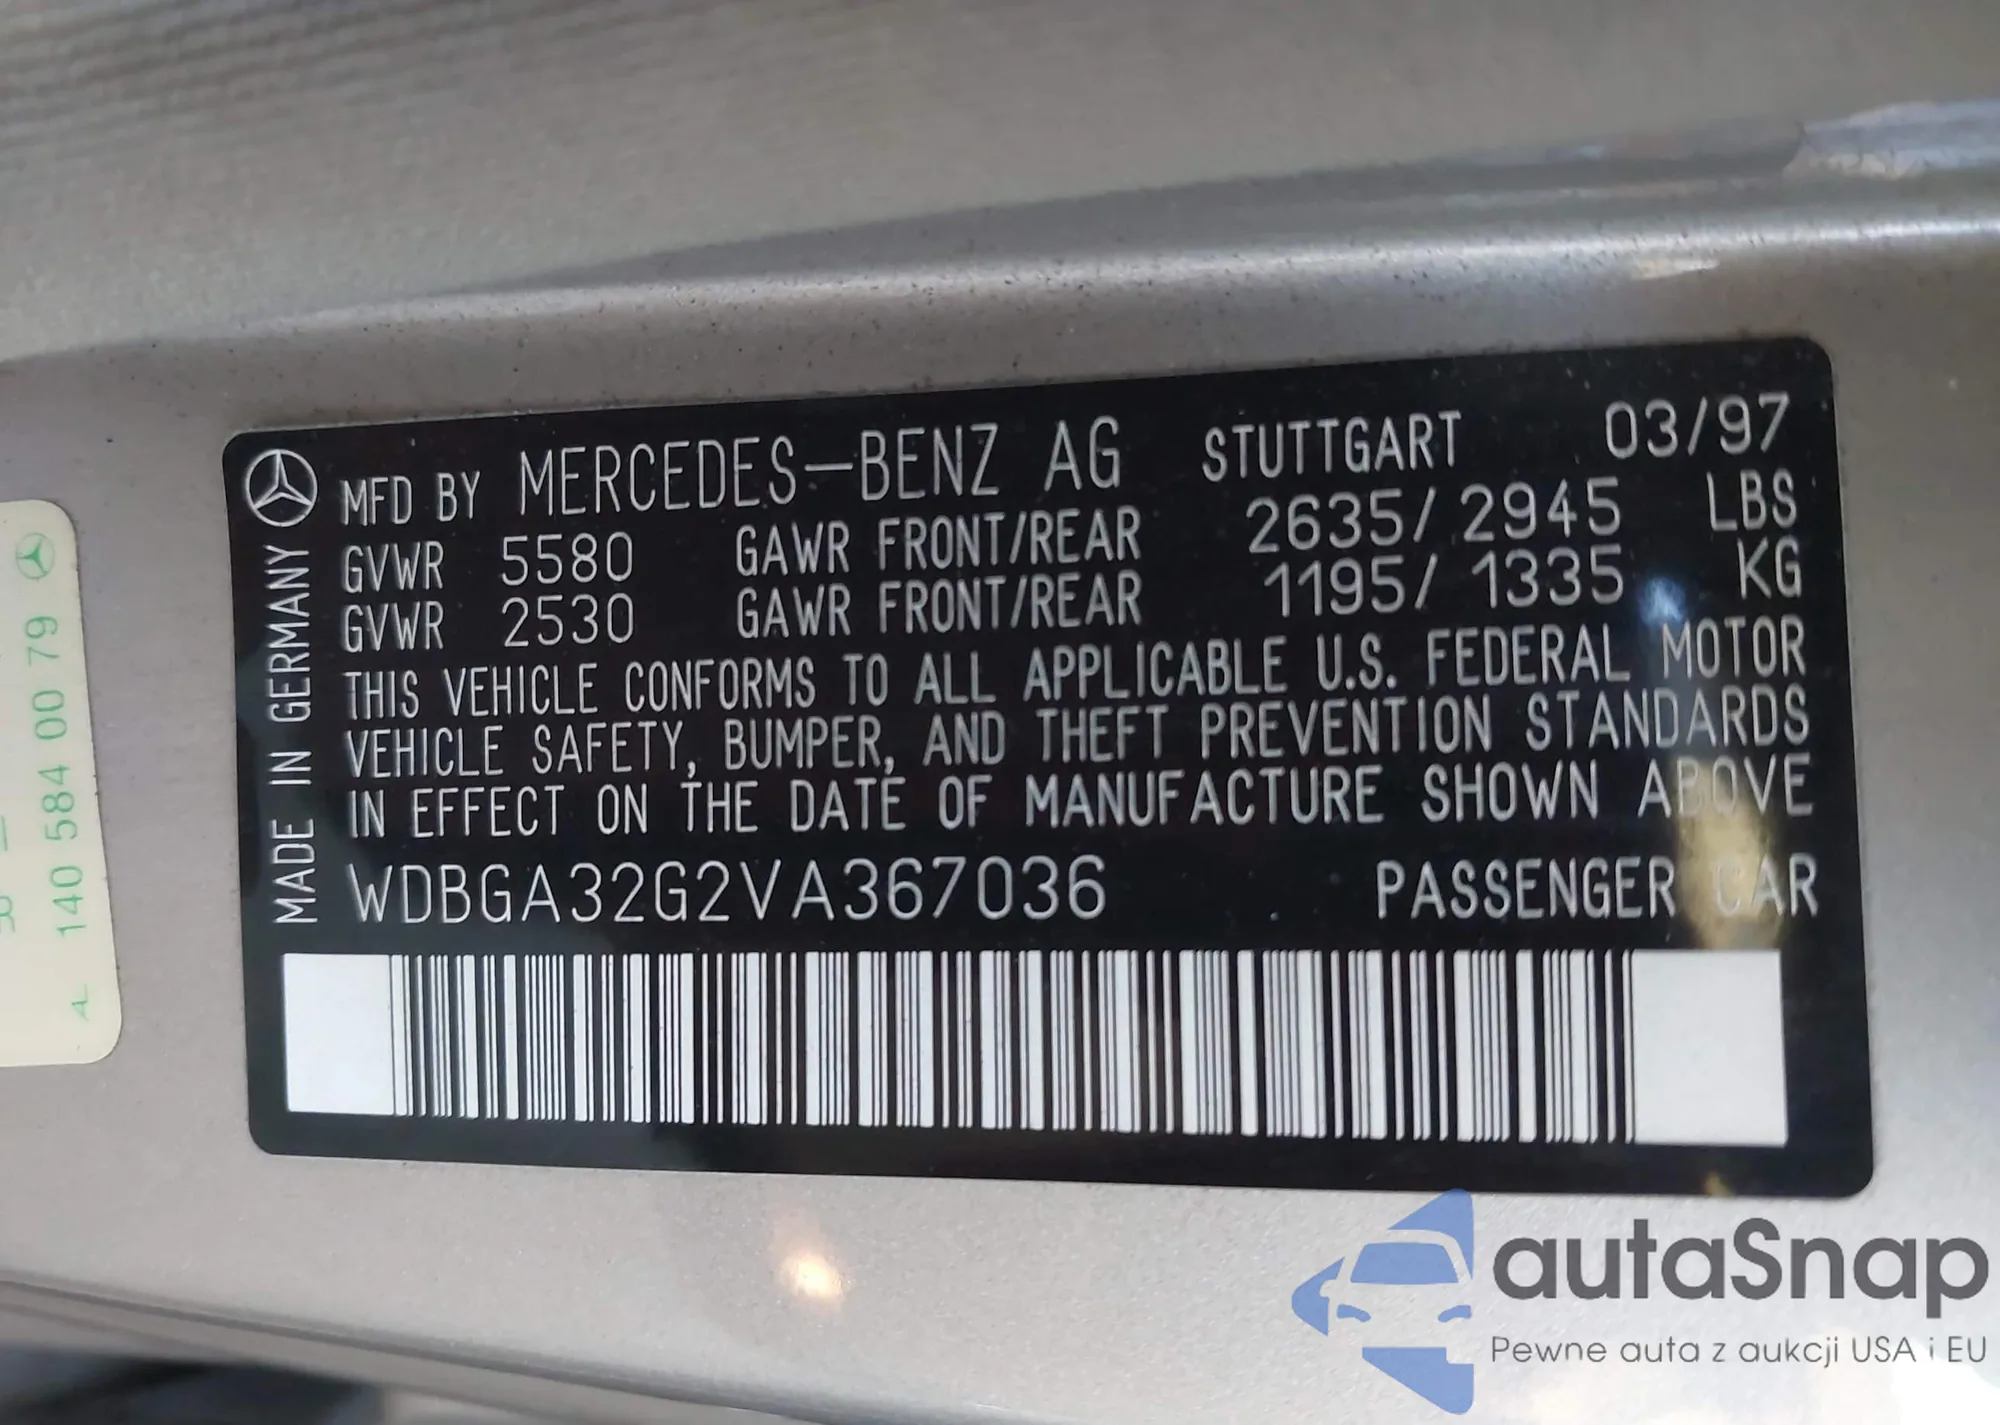 MFD BY MERCEDES-BENZ AG STUTTGART 03/97
GVWR 5580 GAWR FRONT/REAR 2635/2945 LBS
GVWR 2530 GAWR FRONT/REAR 1195/1335 KG
THIS VEHICLE CONFORMS TO ALL APPLICABLE U.S. FEDERAL MOTOR
VEHICLE SAFETY, BUMPER, AND THEFT PREVENTION STANDARDS
IN EFFECT ON THE DATE OF MANUFACTURE SHOWN ABOVE
WDBGA32G2VA367036 PASSENGER CAR
MADE IN GERMANY
140 584 00 79
autaSnap
Pewne auta z aukcji USA i EU